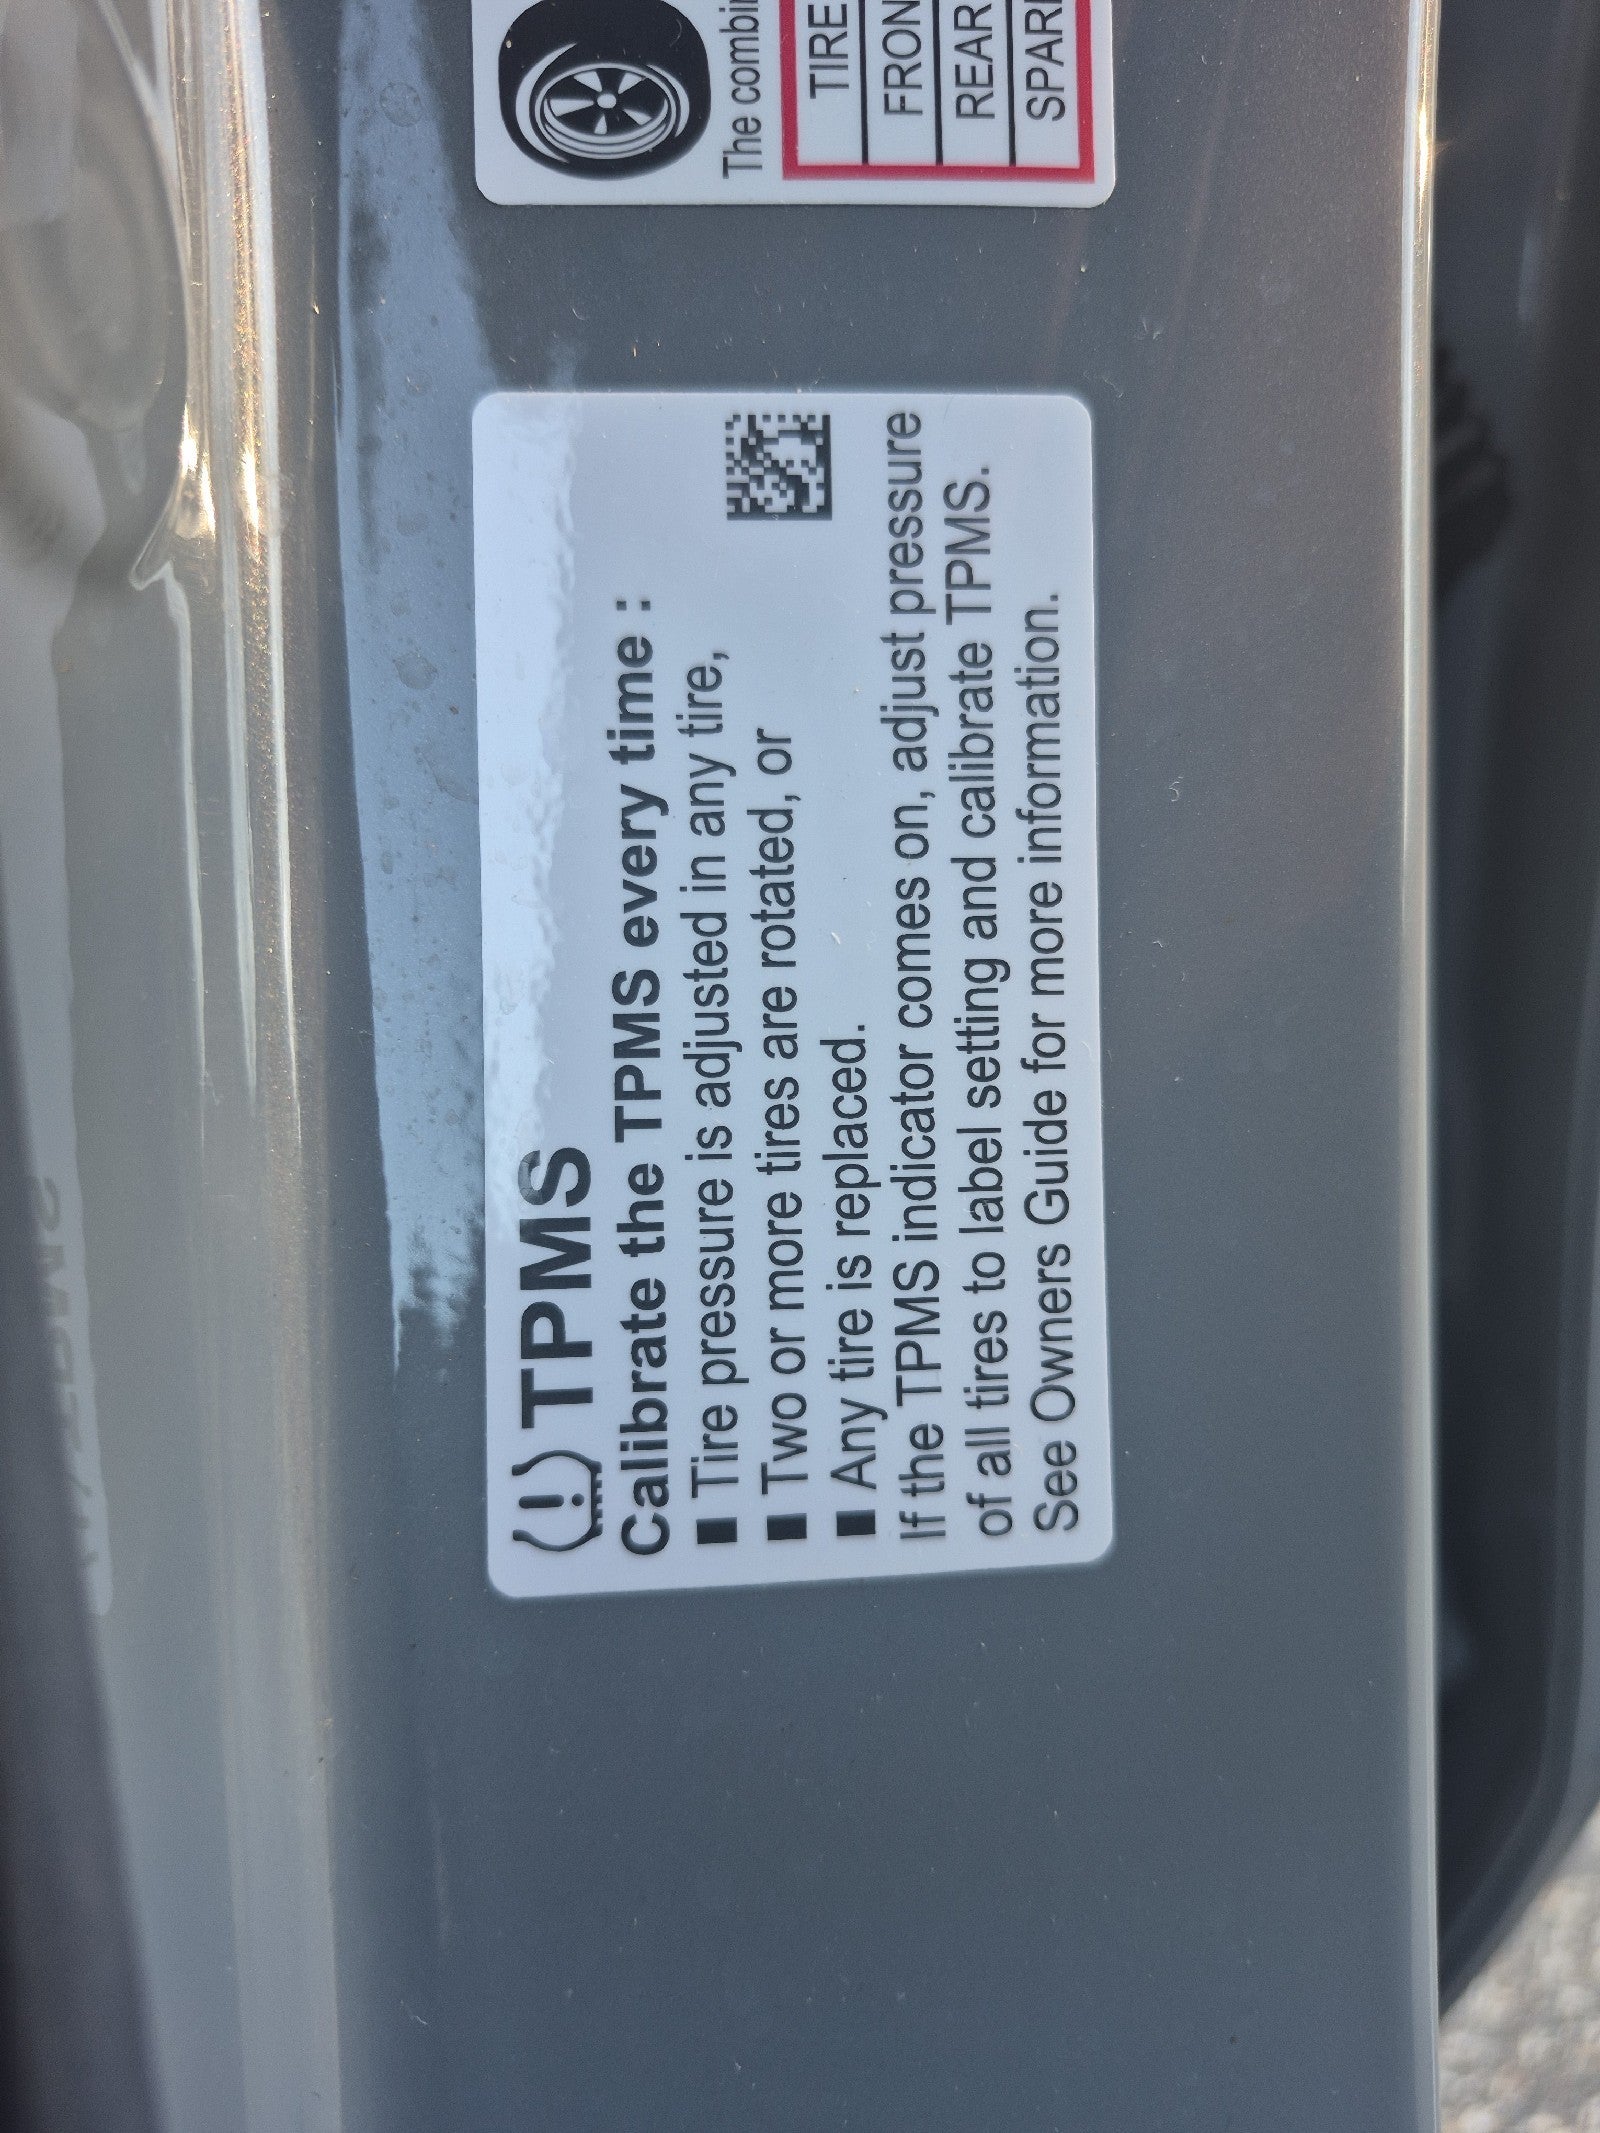 TPMS
Calibrate the TPMS every time :
■ Tire pressure is adjusted in any tire,
■ Two or more tires are rotated, or
■ Any tire is replaced.
If the TPMS indicator comes on, adjust pressure
of all tires to label setting and calibrate TPMS.
See Owners Guide for more information.
The combi
TIRE
FRON
REAR
SPAR